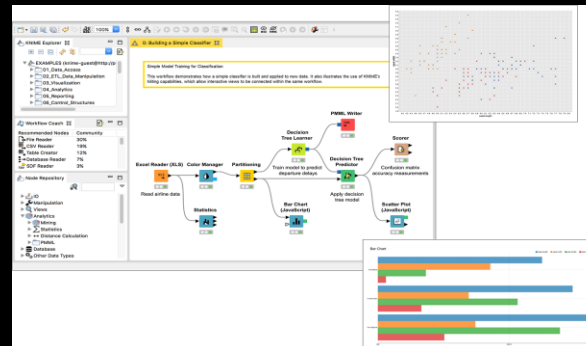 100%
KNIME Explorer
EXAMPLES (knime-guest@http://p
01_Data_Access
02_ETL_Data_Manipulation
03_Visualization
04_Analytics
05_Reporting
06_Control_Structures
Workflow Coach
Recommended Nodes Community
File Reader 30%
CSV Reader 19%
Table Creator 12%
Database Reader 7%
SDF Reader 3%
Node Repository
IO
Manipulation
Views
Analytics
Mining
Statistics
Distance Calculation
PMML
Database
Other Data Types
Building a Simple Classifier
Simple Model Training for Classification
This workflow demonstrates how a simple classifier is built and applied to new data. It also illustrates the use of KNIME's
hiliting capabilities, which allow interactive views to be connected within the same workflow.
PMML Writer
Decision
Tree Learner
Train model to predict
departure delays
Scorer
Confusion matrix
accuracy measurements
Excel Reader (XLS)
Read airline data
Color Manager
Partitioning
Decision Tree
Predictor
Apply decision
tree model
Statistics
Bar Chart
(JavaScript)
Scatter Plot
(JavaScript)
Bar Chart